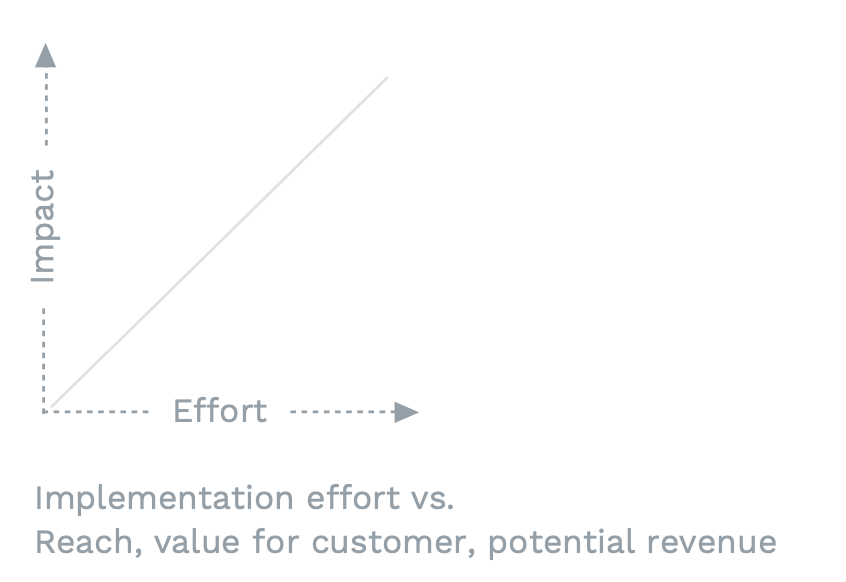 Impact
Effort
Implementation effort vs.
Reach, value for customer, potential revenue